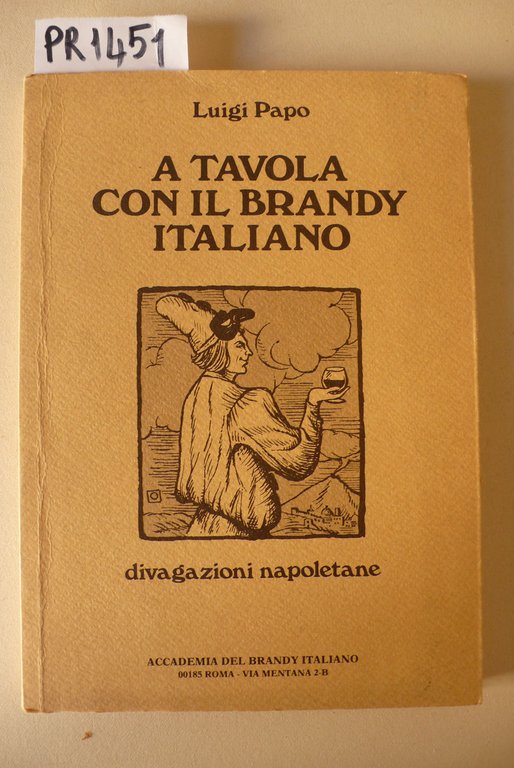 PR1451
Luigi Papo
A TAVOLA
CON IL BRANDY
ITALIANO
divagazioni napoletane
ACCADEMIA DEL BRANDY ITALIANO
00185 ROMA - VIA MENTANA 2-B